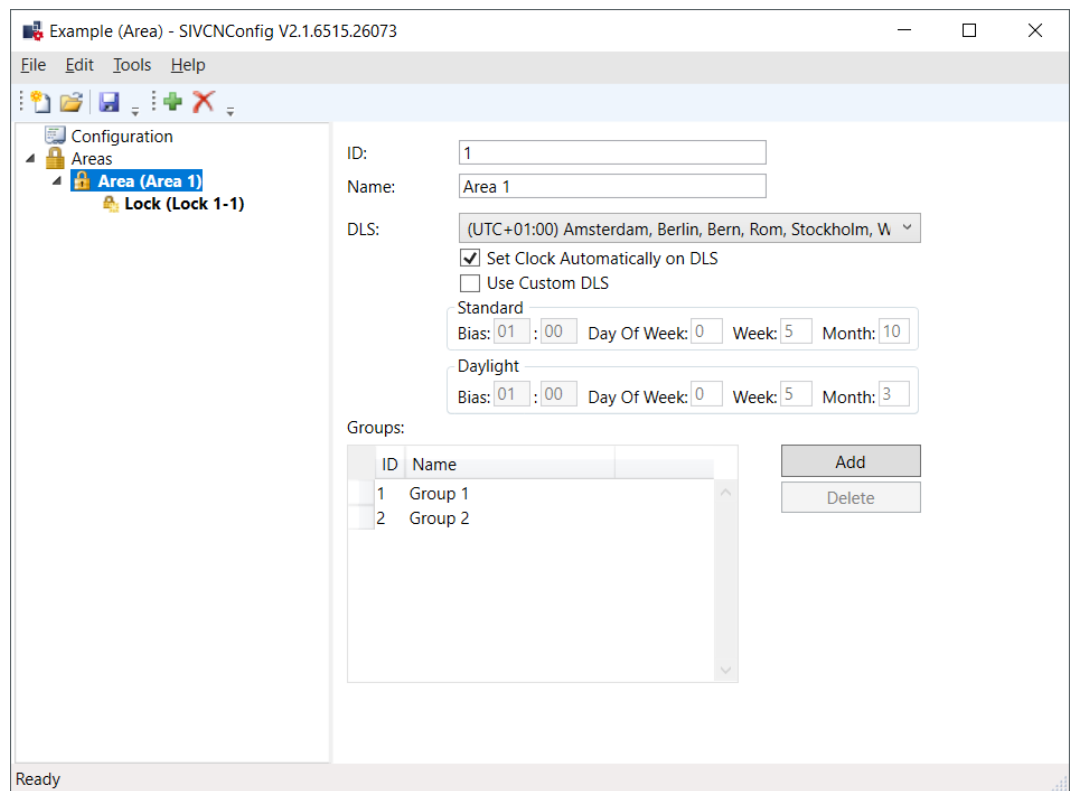 Example (Area) - SIVCNConfig V2.1.6515.26073
File Edit Tools Help
Configuration
Areas
Area (Area 1)
Lock (Lock 1-1)
ID: 1
Name: Area 1
DLS: (UTC+01:00) Amsterdam, Berlin, Bern, Rom, Stockholm, W
Set Clock Automatically on DLS
Use Custom DLS
Standard
Bias: 01 : 00 Day Of Week: 0 Week: 5 Month: 10
Daylight
Bias: 01 : 00 Day Of Week: 0 Week: 5 Month: 3
Groups:
ID Name
1 Group 1
2 Group 2
Add
Delete
Ready